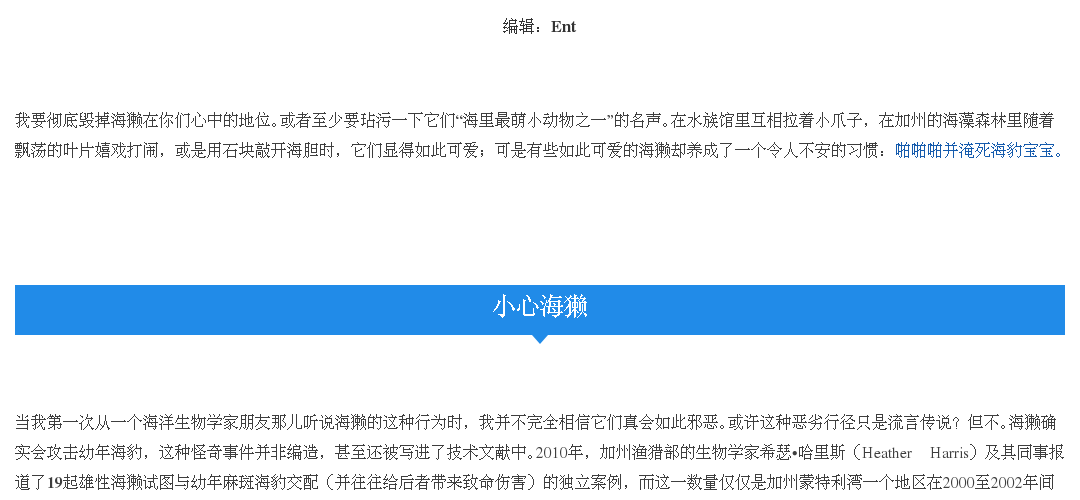 编辑：Ent
我要彻底毁掉海獭在你们心中的地位。或者至少要玷污一下它们“海里最萌小动物之一”的名声。在水族馆里互相拉着小爪子，在加州的海藻森林里随着
飘荡的叶片嬉戏打闹，或是用石块敲开海胆时，它们显得如此可爱；可是有些如此可爱的海獭却养成了一个令人不安的习惯：啪啪啪并淹死海豹宝宝。
小心海獭
当我第一次从一个海洋生物学家朋友那儿听说海獭的这种行为时，我并不完全相信它们真会如此邪恶。或许这种恶劣行径只是流言传说？但不。海獭确
实会攻击幼年海豹，这种怪奇事件并非编造，甚至还被写进了技术文献中。2010年，加州渔猎部的生物学家希瑟•哈里斯（Heather Harris）及其同事报
道了19起雄性海獭试图与幼年麻斑海豹交配（并往往给后者带来致命伤害）的独立案例，而这一数量仅仅是加州蒙特利湾一个地区在2000至2002年间